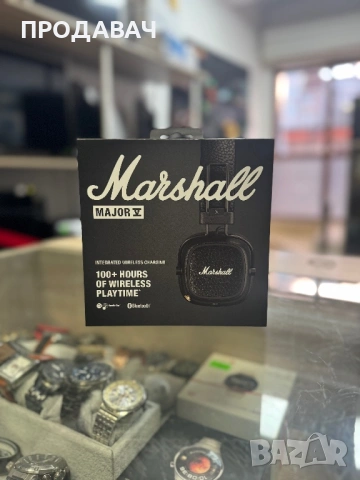 ПРОДАВАЧ
Marshall
MAJOR V
INTEGRATED WIRELESS CHARGING
100+ HOURS
OF WIRELESS
PLAYTIME
Bluetooth
Marshall
BAZAR